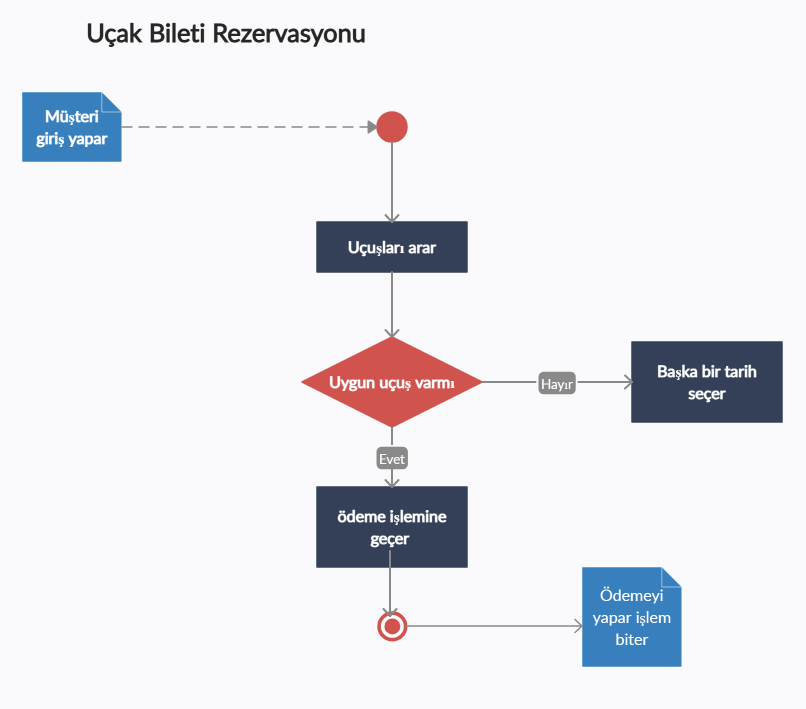 Uçak Bileti Rezervasyonu
Müşteri
giriş yapar
Uçuşları arar
Uygun uçuş varmı
Hayır
Başka bir tarih
seçer
Evet
ödeme işlemine
geçer
Ödemeyi
yapar işlem
biter